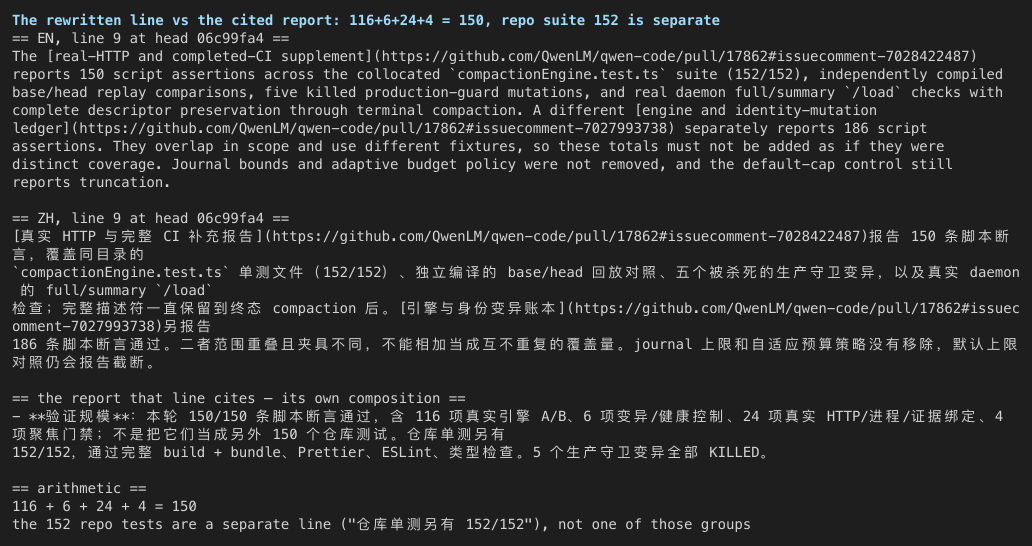 The rewritten line vs the cited report: 116+6+24+4 = 150, repo suite 152 is separate
== EN, line 9 at head 06c99fa4 ==
The [real-HTTP and completed-CI supplement](https://github.com/QwenLM/qwen-code/pull/17862#issuecomment-7028422487)
reports 150 script assertions across the collocated `compactionEngine.test.ts` suite (152/152), independently compiled
base/head replay comparisons, five killed production-guard mutations, and real daemon full/summary `/load` checks with
complete descriptor preservation through terminal compaction. A different [engine and identity-mutation
ledger](https://github.com/QwenLM/qwen-code/pull/17862#issuecomment-7027993738) separately reports 186 script
assertions. They overlap in scope and use different fixtures, so these totals must not be added as if they were
distinct coverage. Journal bounds and adaptive budget policy were not removed, and the default-cap control still
reports truncation.

== ZH, line 9 at head 06c99fa4 ==
[真实 HTTP 与完整 CI 补充报告](https://github.com/QwenLM/qwen-code/pull/17862#issuecomment-7028422487)报告 150 条脚本断
言，覆盖同目录的
`compactionEngine.test.ts` 单测文件（152/152）、独立编译的 base/head 回放对照、五个被杀死的生产守卫变异，以及真实 daemon
的 full/summary `/load`
检查；完整描述符一直保留到终态 compaction 后。[引擎与身份变异账本](https://github.com/QwenLM/qwen-code/pull/17862#issuec
omment-7027993738)另报告
186 条脚本断言通过。二者范围重叠且夹具不同，不能相加当成互不重复的覆盖量。journal 上限和自适应预算策略没有移除，默认上限
对照仍会报告截断。

== the report that line cites — its own composition ==
- **验证规模**: 本轮 150/150 条脚本断言通过，含 116 项真实引擎 A/B、6 项变异/健康控制、24 项真实 HTTP/进程/证据绑定、4
项聚焦门禁；不是把它们当成另外 150 个仓库测试。仓库单测另有
152/152，通过完整 build + bundle、Prettier、ESLint、类型检查。5 个生产守卫变异全部 KILLED。

== arithmetic ==
116 + 6 + 24 + 4 = 150
the 152 repo tests are a separate line ("仓库单测另有 152/152"), not one of those groups